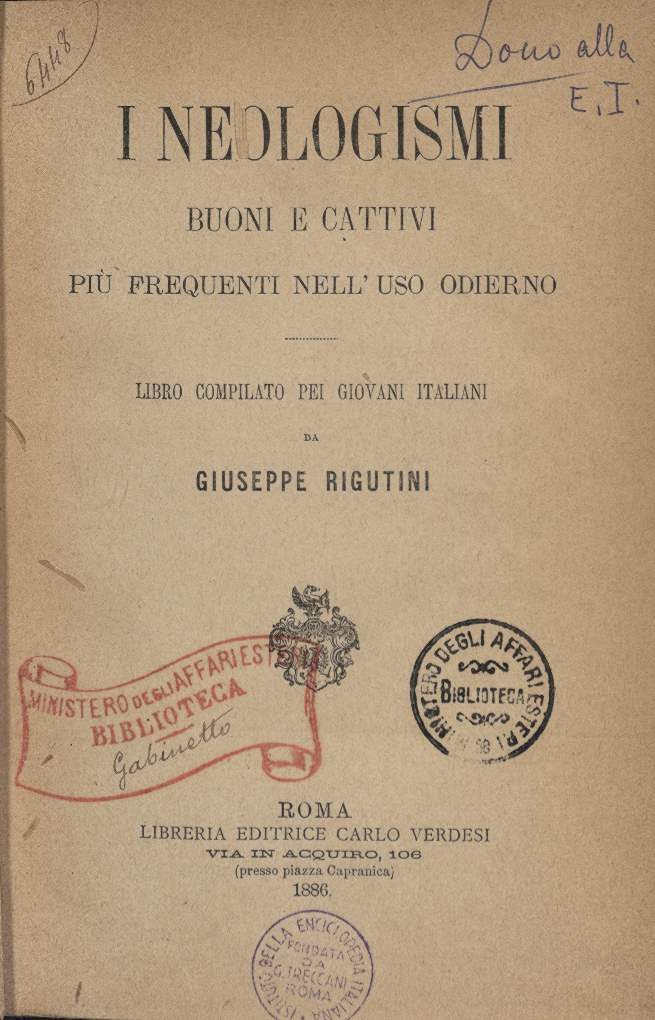 6448
Dono alla
E. I.
I NEOLOGISMI
BUONI E CATTIVI
PIÙ FREQUENTI NELL' USO ODIERNO
LIBRO COMPILATO PEI GIOVANI ITALIANI
DA
GIUSEPPE RIGUTINI
MINISTERO DEGLI AFFARI ESTERI
BIBLIOTECA
Gabinetto
MINISTERO DEGLI AFFARI ESTERI
BIBLIOTECA
ROMA
LIBRERIA EDITRICE CARLO VERDESI
VIA IN ACQUIRO, 106
(presso piazza Capranica)
1886.
ISTITUTO DELLA ENCICLOPEDIA ITALIANA
FONDATA
DA
G. TRECCANI
ROMA